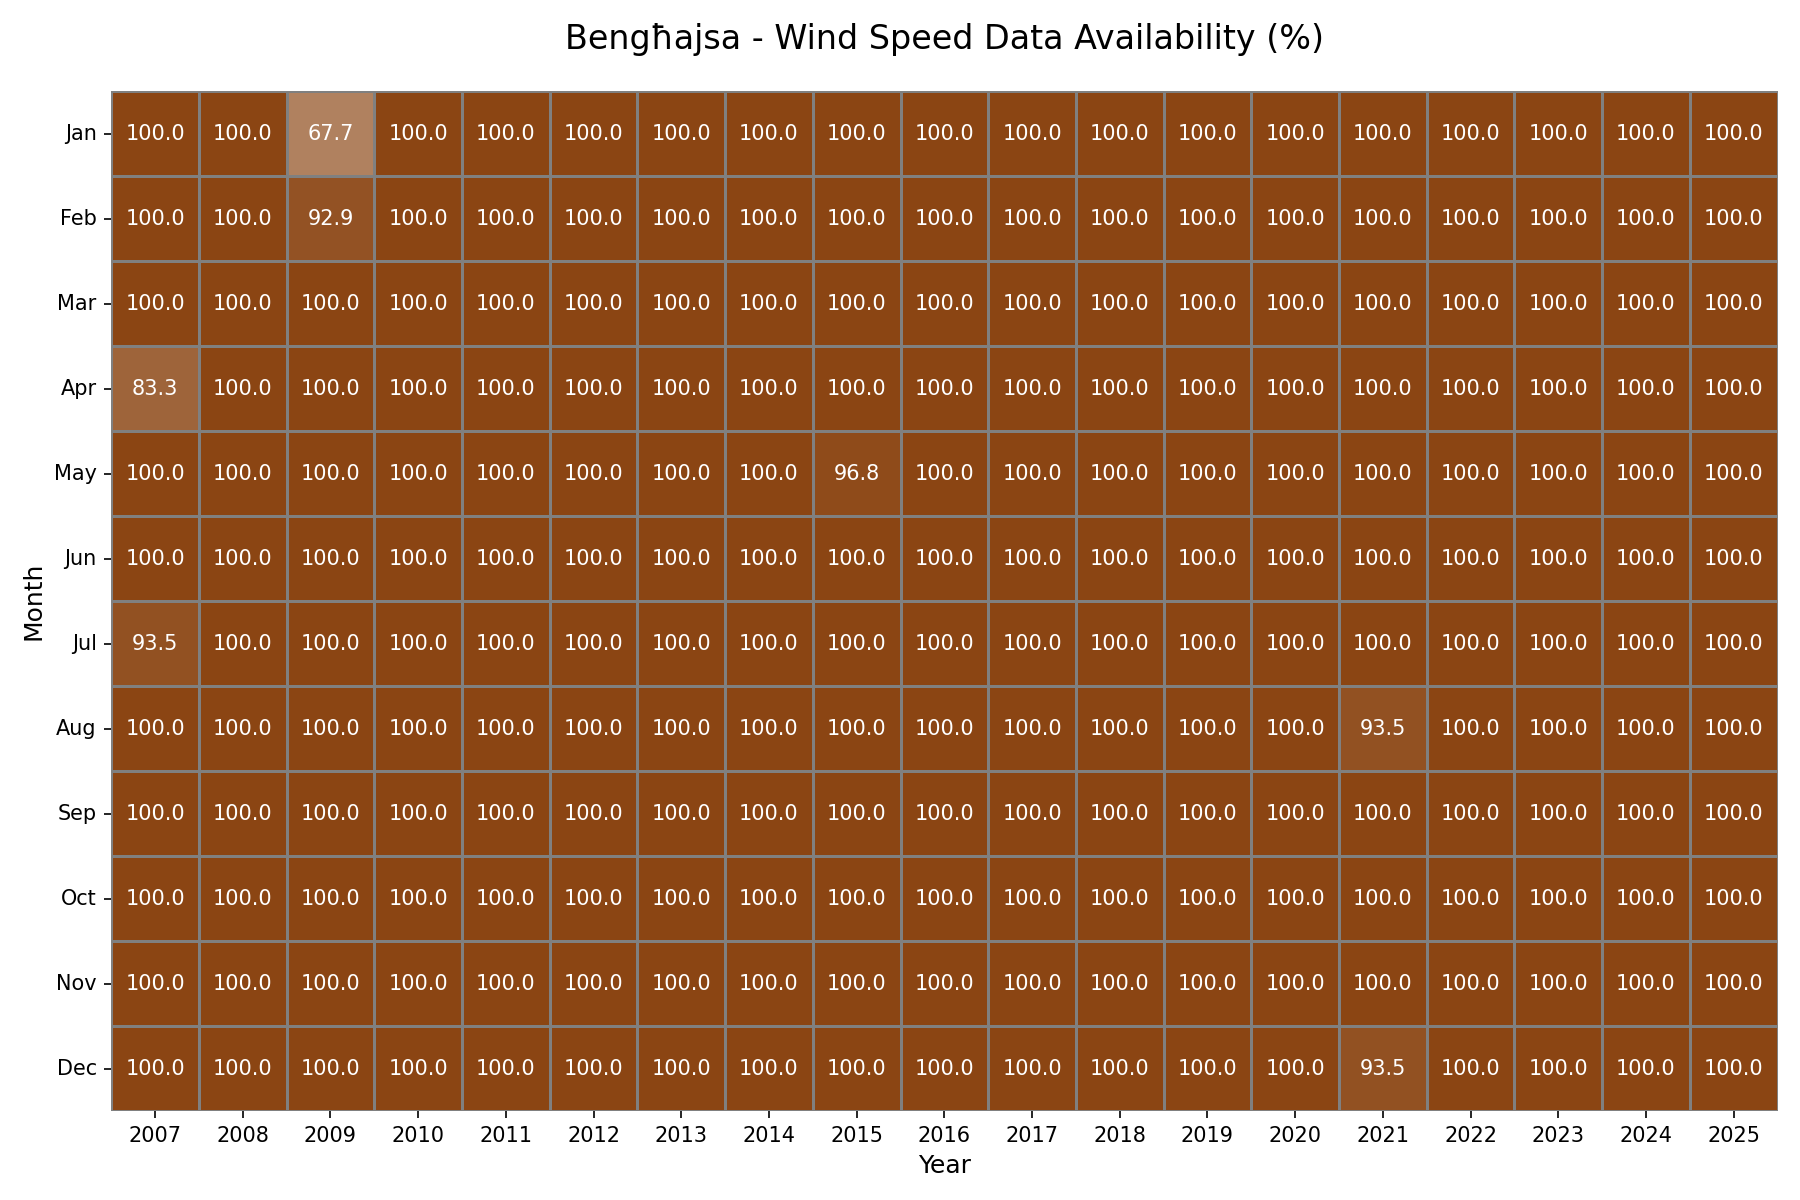 Bengħajsa - Wind Speed Data Availability (%)
Jan 100.0 100.0 67.7 100.0 100.0 100.0 100.0 100.0 100.0 100.0 100.0 100.0 100.0 100.0 100.0 100.0 100.0 100.0 100.0
Feb 100.0 100.0 92.9 100.0 100.0 100.0 100.0 100.0 100.0 100.0 100.0 100.0 100.0 100.0 100.0 100.0 100.0 100.0 100.0
Mar 100.0 100.0 100.0 100.0 100.0 100.0 100.0 100.0 100.0 100.0 100.0 100.0 100.0 100.0 100.0 100.0 100.0 100.0 100.0
Apr 83.3 100.0 100.0 100.0 100.0 100.0 100.0 100.0 100.0 100.0 100.0 100.0 100.0 100.0 100.0 100.0 100.0 100.0 100.0
May 100.0 100.0 100.0 100.0 100.0 100.0 100.0 100.0 96.8 100.0 100.0 100.0 100.0 100.0 100.0 100.0 100.0 100.0 100.0
Jun 100.0 100.0 100.0 100.0 100.0 100.0 100.0 100.0 100.0 100.0 100.0 100.0 100.0 100.0 100.0 100.0 100.0 100.0 100.0
Jul 93.5 100.0 100.0 100.0 100.0 100.0 100.0 100.0 100.0 100.0 100.0 100.0 100.0 100.0 100.0 100.0 100.0 100.0 100.0
Aug 100.0 100.0 100.0 100.0 100.0 100.0 100.0 100.0 100.0 100.0 100.0 100.0 100.0 100.0 93.5 100.0 100.0 100.0 100.0
Sep 100.0 100.0 100.0 100.0 100.0 100.0 100.0 100.0 100.0 100.0 100.0 100.0 100.0 100.0 100.0 100.0 100.0 100.0 100.0
Oct 100.0 100.0 100.0 100.0 100.0 100.0 100.0 100.0 100.0 100.0 100.0 100.0 100.0 100.0 100.0 100.0 100.0 100.0 100.0
Nov 100.0 100.0 100.0 100.0 100.0 100.0 100.0 100.0 100.0 100.0 100.0 100.0 100.0 100.0 100.0 100.0 100.0 100.0 100.0
Dec 100.0 100.0 100.0 100.0 100.0 100.0 100.0 100.0 100.0 100.0 100.0 100.0 100.0 100.0 93.5 100.0 100.0 100.0 100.0
2007 2008 2009 2010 2011 2012 2013 2014 2015 2016 2017 2018 2019 2020 2021 2022 2023 2024 2025
Year
Month